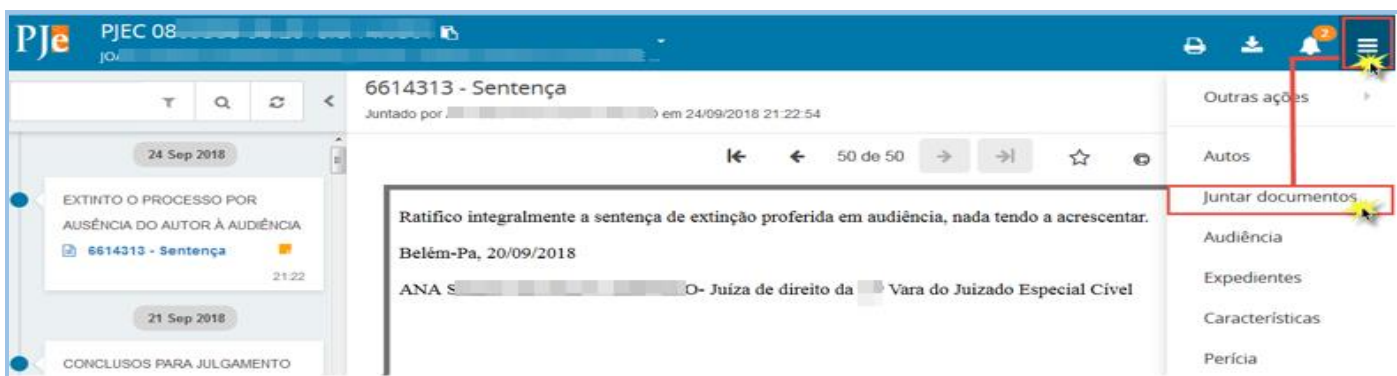 PJe
PJEC 08
JO
2
6614313 - Sentença
Juntado por em 24/09/2018 21:22:54
Outras ações
24 Sep 2018
50 de 50
Autos
EXTINTO O PROCESSO POR
AUSÊNCIA DO AUTOR À AUDIÊNCIA
6614313 - Sentença
21:22
21 Sep 2018
CONCLUSOS PARA JULGAMENTO
Ratifico integralmente a sentença de extinção proferida em audiência, nada tendo a acrescentar.
Belém-Pa, 20/09/2018
ANA S O- Juíza de direito da Vara do Juizado Especial Cível
Juntar documentos
Audiência
Expedientes
Características
Perícia